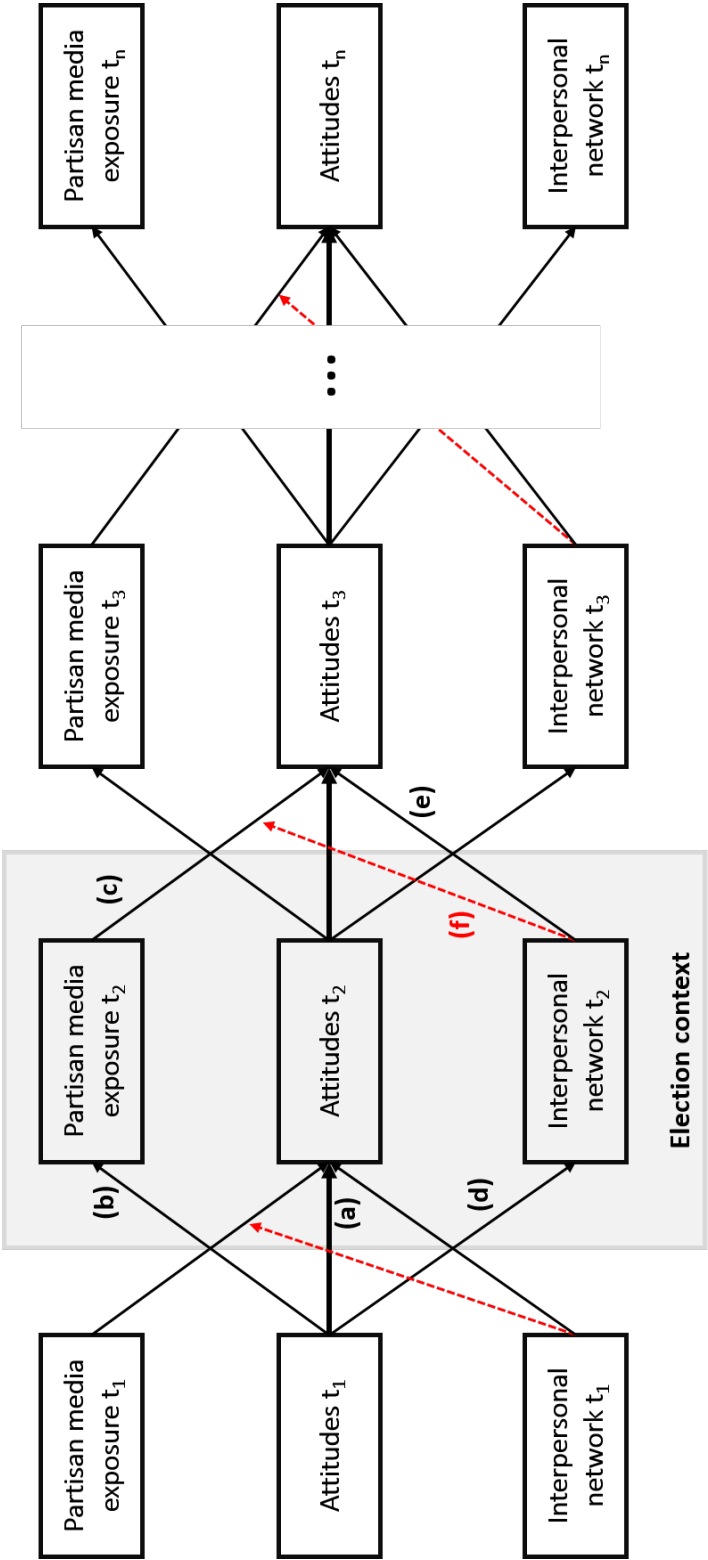 Partisan media
exposure t₁
Partisan media
exposure t₂
Partisan media
exposure t₃
Partisan media
exposure tₙ
(b)
(c)
Attitudes t₁
Attitudes t₂
Attitudes t₃
...
Attitudes tₙ
(a)
(f)
(e)
(d)
Interpersonal
network t₁
Interpersonal
network t₂
Interpersonal
network t₃
Interpersonal
network tₙ
Election context